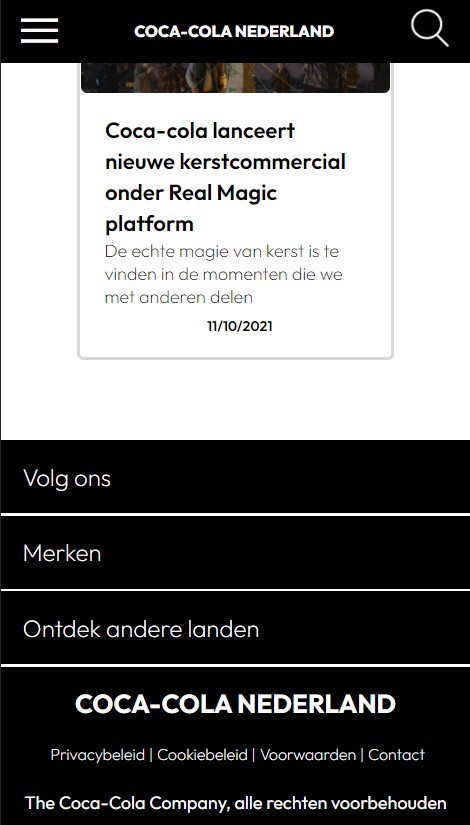 COCA-COLA NEDERLAND
Coca-cola lanceert
nieuwe kerstcommercial
onder Real Magic
platform
De echte magie van kerst is te
vinden in de momenten die we
met anderen delen
11/10/2021
Volg ons
Merken
Ontdek andere landen
COCA-COLA NEDERLAND
Privacybeleid | Cookiebeleid | Voorwaarden | Contact
The Coca-Cola Company, alle rechten voorbehouden